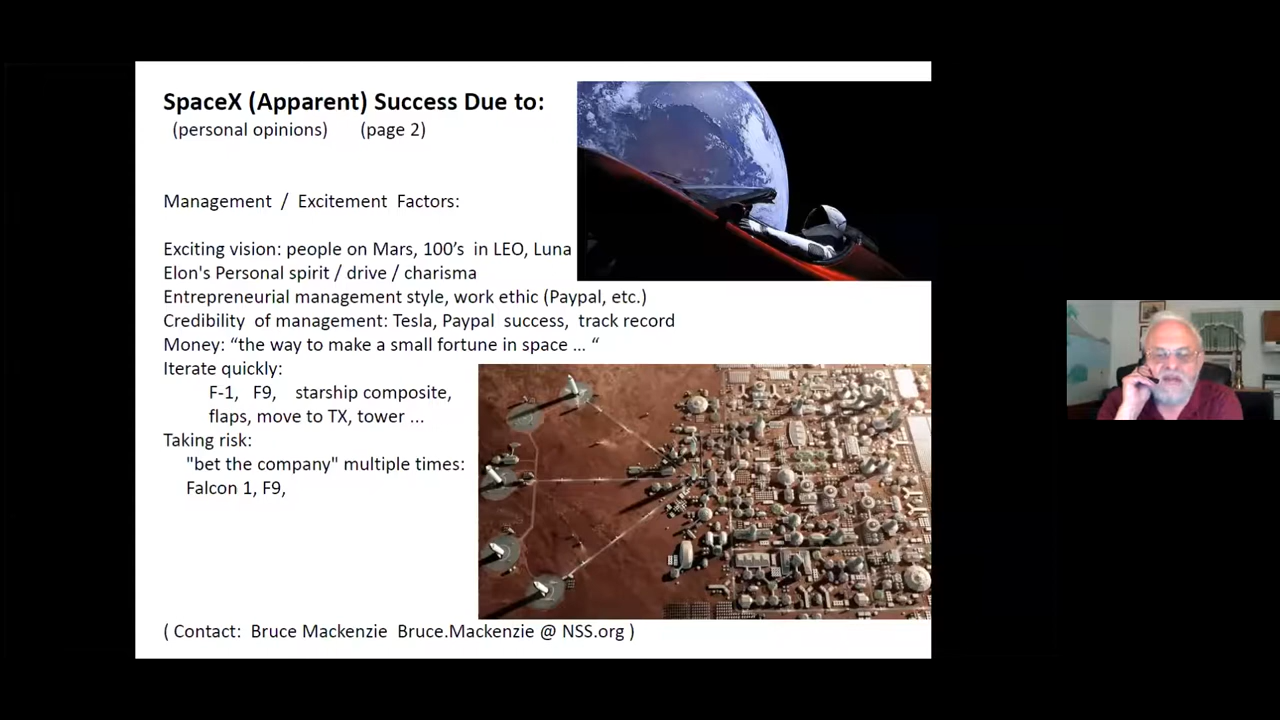 SpaceX (Apparent) Success Due to:
(personal opinions) (page 2)
Management / Excitement Factors:
Exciting vision: people on Mars, 100’s in LEO, Luna
Elon's Personal spirit / drive / charisma
Entrepreneurial management style, work ethic (Paypal, etc.)
Credibility of management: Tesla, Paypal success, track record
Money: “the way to make a small fortune in space ... “
Iterate quickly:
F-1, F9, starship composite,
flaps, move to TX, tower ...
Taking risk:
"bet the company" multiple times:
Falcon 1, F9,
( Contact: Bruce Mackenzie Bruce.Mackenzie @ NSS.org )